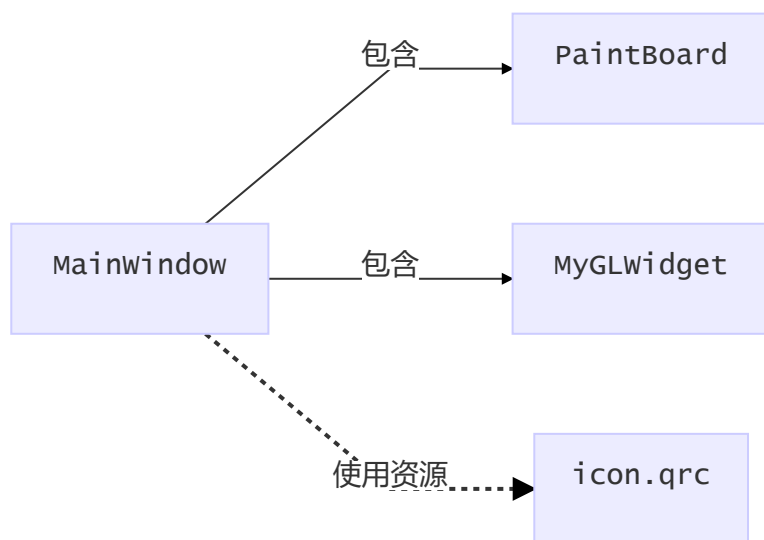 包含
PaintBoard
MainWindow
包含
MyGLWidget
使用资源
icon.qrc